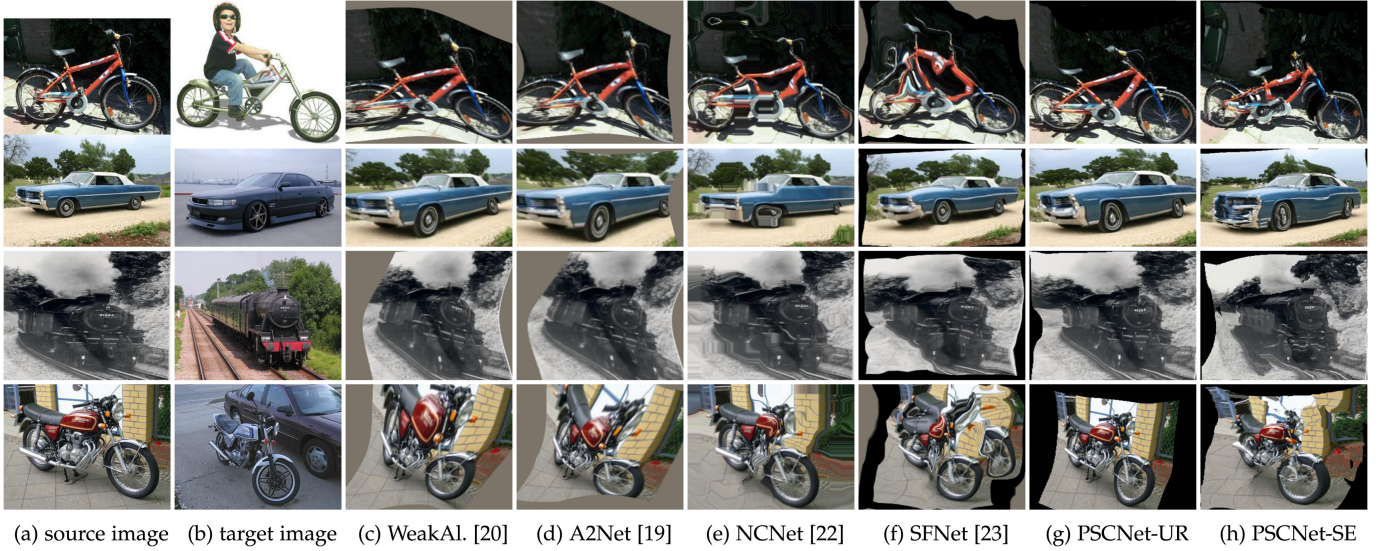 (a) source image (b) target image (c) WeakAl. [20] (d) A2Net [19] (e) NCNet [22] (f) SFNet [23] (g) PSCNet-UR (h) PSCNet-SE